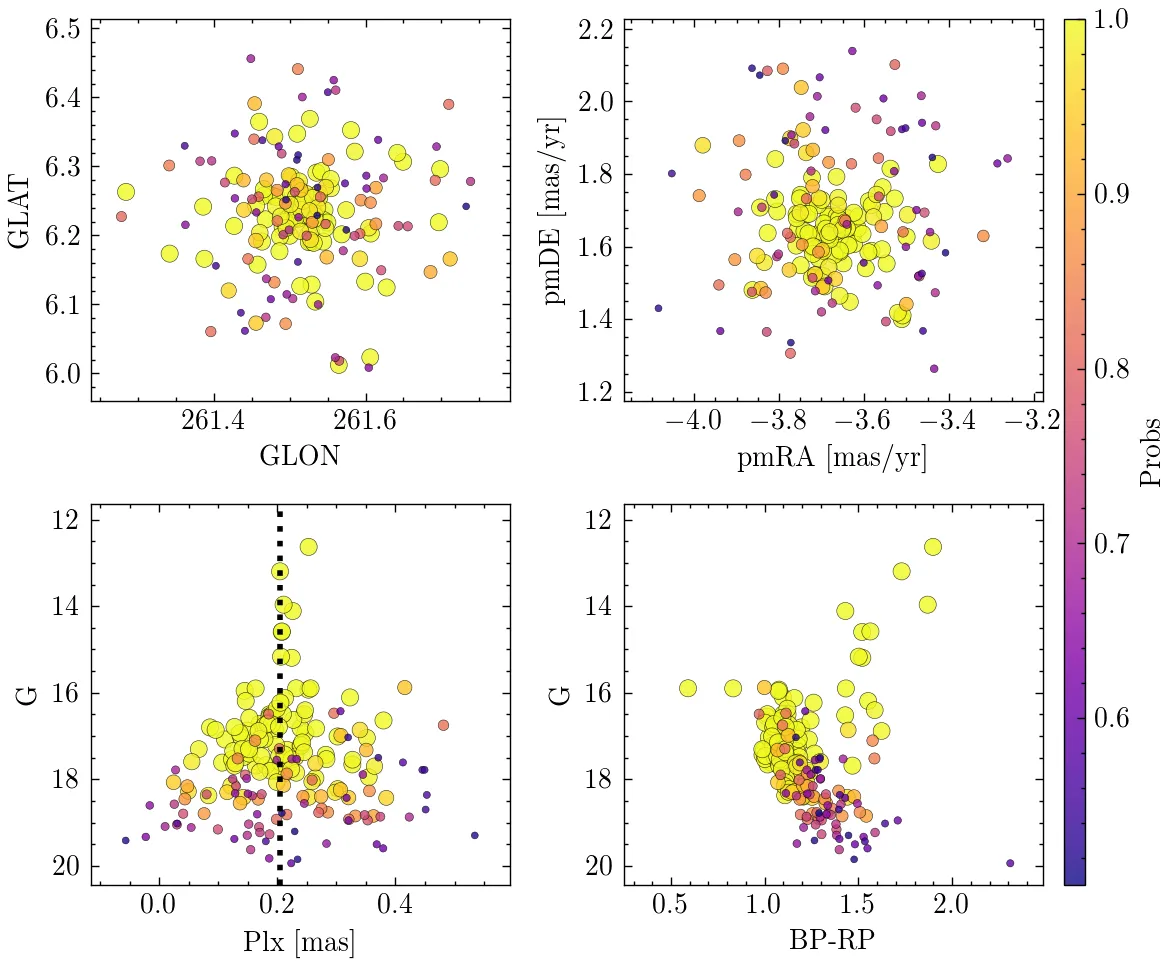 6.5
6.4
6.3
6.2
6.1
6.0
GLAT
261.4 261.6
GLON
2.2
2.0
1.8
1.6
1.4
1.2
pmDE [mas/yr]
−4.0 −3.8 −3.6 −3.4 −3.2
pmRA [mas/yr]
12
14
16
18
20
G
0.0 0.2 0.4
Plx [mas]
12
14
16
18
20
G
0.5 1.0 1.5 2.0
BP-RP
1.0
0.9
0.8
0.7
0.6
Probs